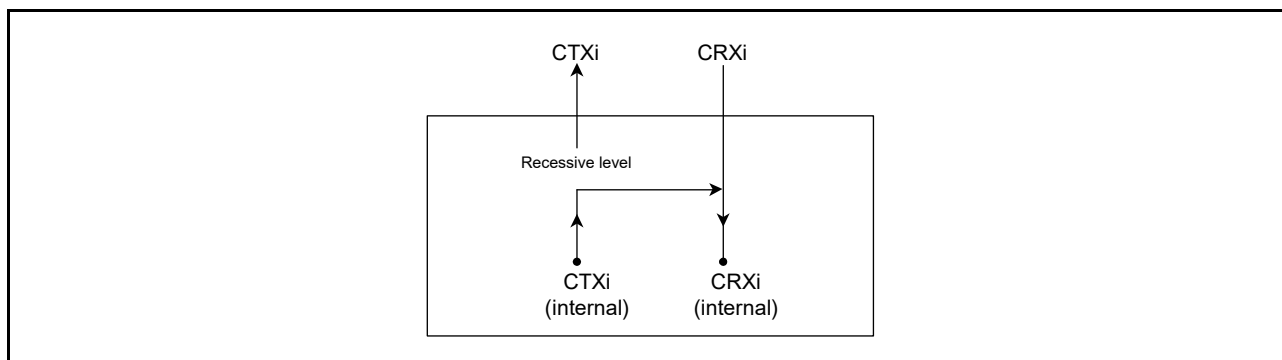 CTXi CRXi
Recessive level
CTXi CRXi
(internal) (internal)